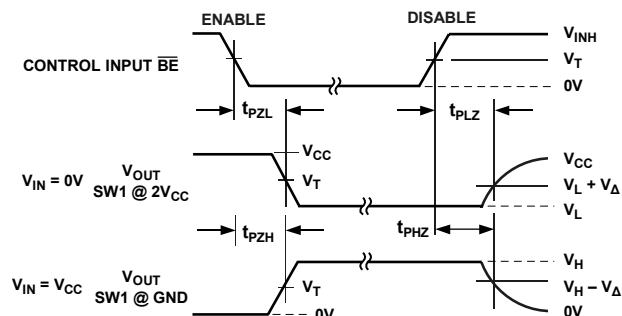 ENABLE
DISABLE
CONTROL INPUT BE
V_INH
V_T
0V
t_PZL
t_PLZ
V_IN = 0V
V_OUT
SW1 @ 2V_CC
V_CC
V_T
V_CC
V_L + V_Δ
V_L
t_PZH
t_PHZ
V_IN = V_CC
V_OUT
SW1 @ GND
V_T
0V
V_H
V_H – V_Δ
0V